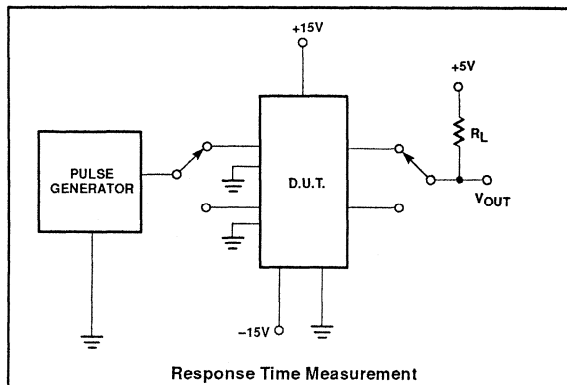 +15V
+5V
RL
PULSE
GENERATOR
D.U.T.
VOUT
−15V
Response Time Measurement